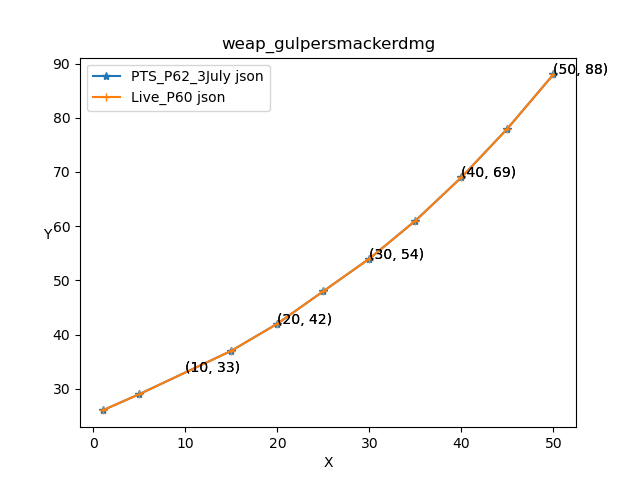 weap_gulpersmackerdmg
PTS_P62_3July json
Live_P60 json
90
80
70
60
50
40
30
Y
(50, 88)
(40, 69)
(30, 54)
(20, 42)
(10, 33)
0 10 20 30 40 50
X